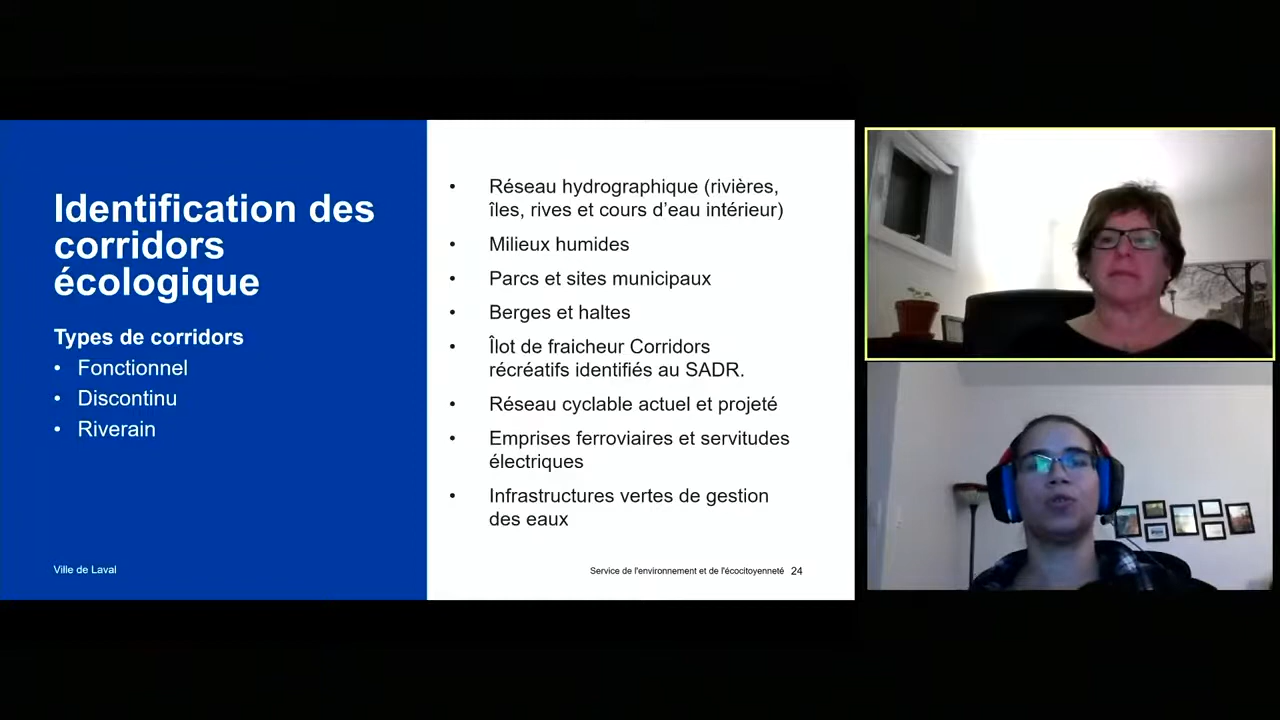 Identification des
corridors
écologique
Types de corridors
• Fonctionnel
• Discontinu
• Riverain
Ville de Laval
• Réseau hydrographique (rivières,
îles, rives et cours d’eau intérieur)
• Milieux humides
• Parcs et sites municipaux
• Berges et haltes
• Îlot de fraicheur Corridors
récréatifs identifiés au SADR.
• Réseau cyclable actuel et projeté
• Emprises ferroviaires et servitudes
électriques
• Infrastructures vertes de gestion
des eaux
Service de l'environnement et de l'écocitoyenneté 24